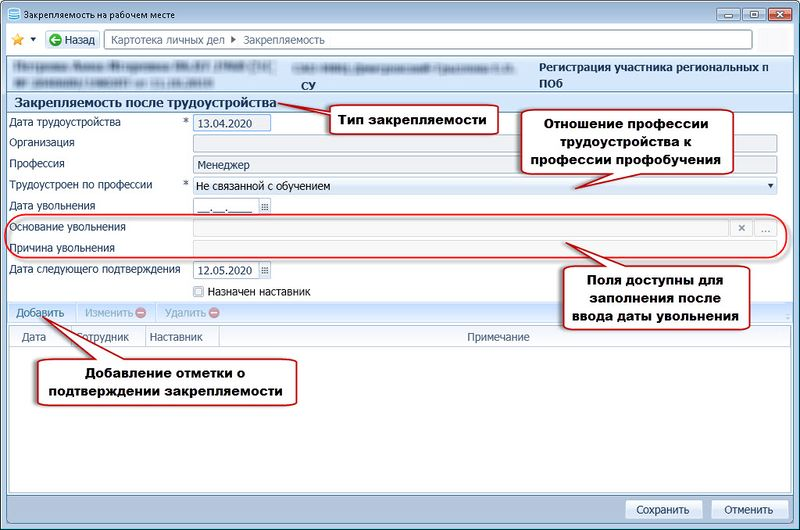 Закрепляемость на рабочем месте
Назад
Картотека личных дел
Закрепляемость
СУ
Регистрация участника региональных п
ПОБ
Закрепляемость после трудоустройства
Тип закрепляемости
Дата трудоустройства * 13.04.2020
Отношение профессии
трудоустройства к
профессии профобучения
Организация
Профессия Менеджер
Трудоустроен по профессии * Не связанной с обучением
Дата увольнения __.__.____
Основание увольнения ...
Причина увольнения
Дата следующего подтверждения 12.05.2020
Назначен наставник
Поля доступны для
заполнения после
ввода даты увольнения
Добавить Изменить Удалить
Дата Сотрудник Наставник Примечание
Добавление отметки о
подтверждении закрепляемости
Сохранить Отменить